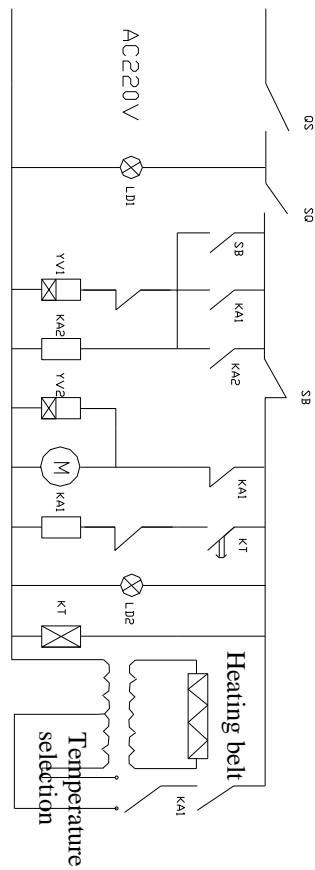 AC220V
QS
LD1
SQ
SB
YV1
KA1
KA2
KA2
SB
YV2
M
KA1
KA1
KT
LD2
KT
Heating belt
Temperature
selection
KA1